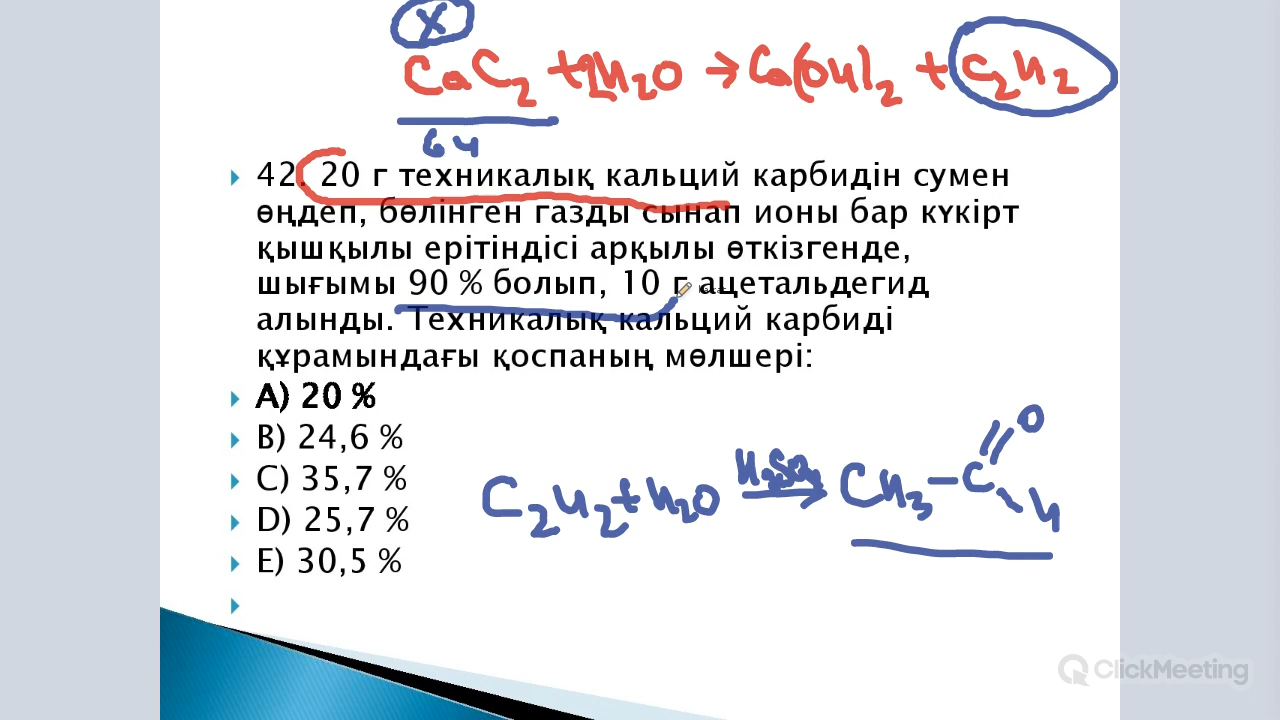 X
CaC2 + 2H2O → Ca(OH)2 + C2H2
64
42. 20 г техникалық кальций карбидін сумен
өңдеп, бөлінген газды сынап ионы бар күкірт
қышқылы ерітіндісі арқылы өткізгенде,
шығымы 90 % болып, 10 г ацетальдегид
алынды. Техникалық кальций карбиді
құрамындағы қоспаның мөлшері:
A) 20 %
B) 24,6 %
C) 35,7 %
D) 25,7 %
E) 30,5 %
C2H2 + H2O H2SO4 → CH3 - C O H
ClickMeeting